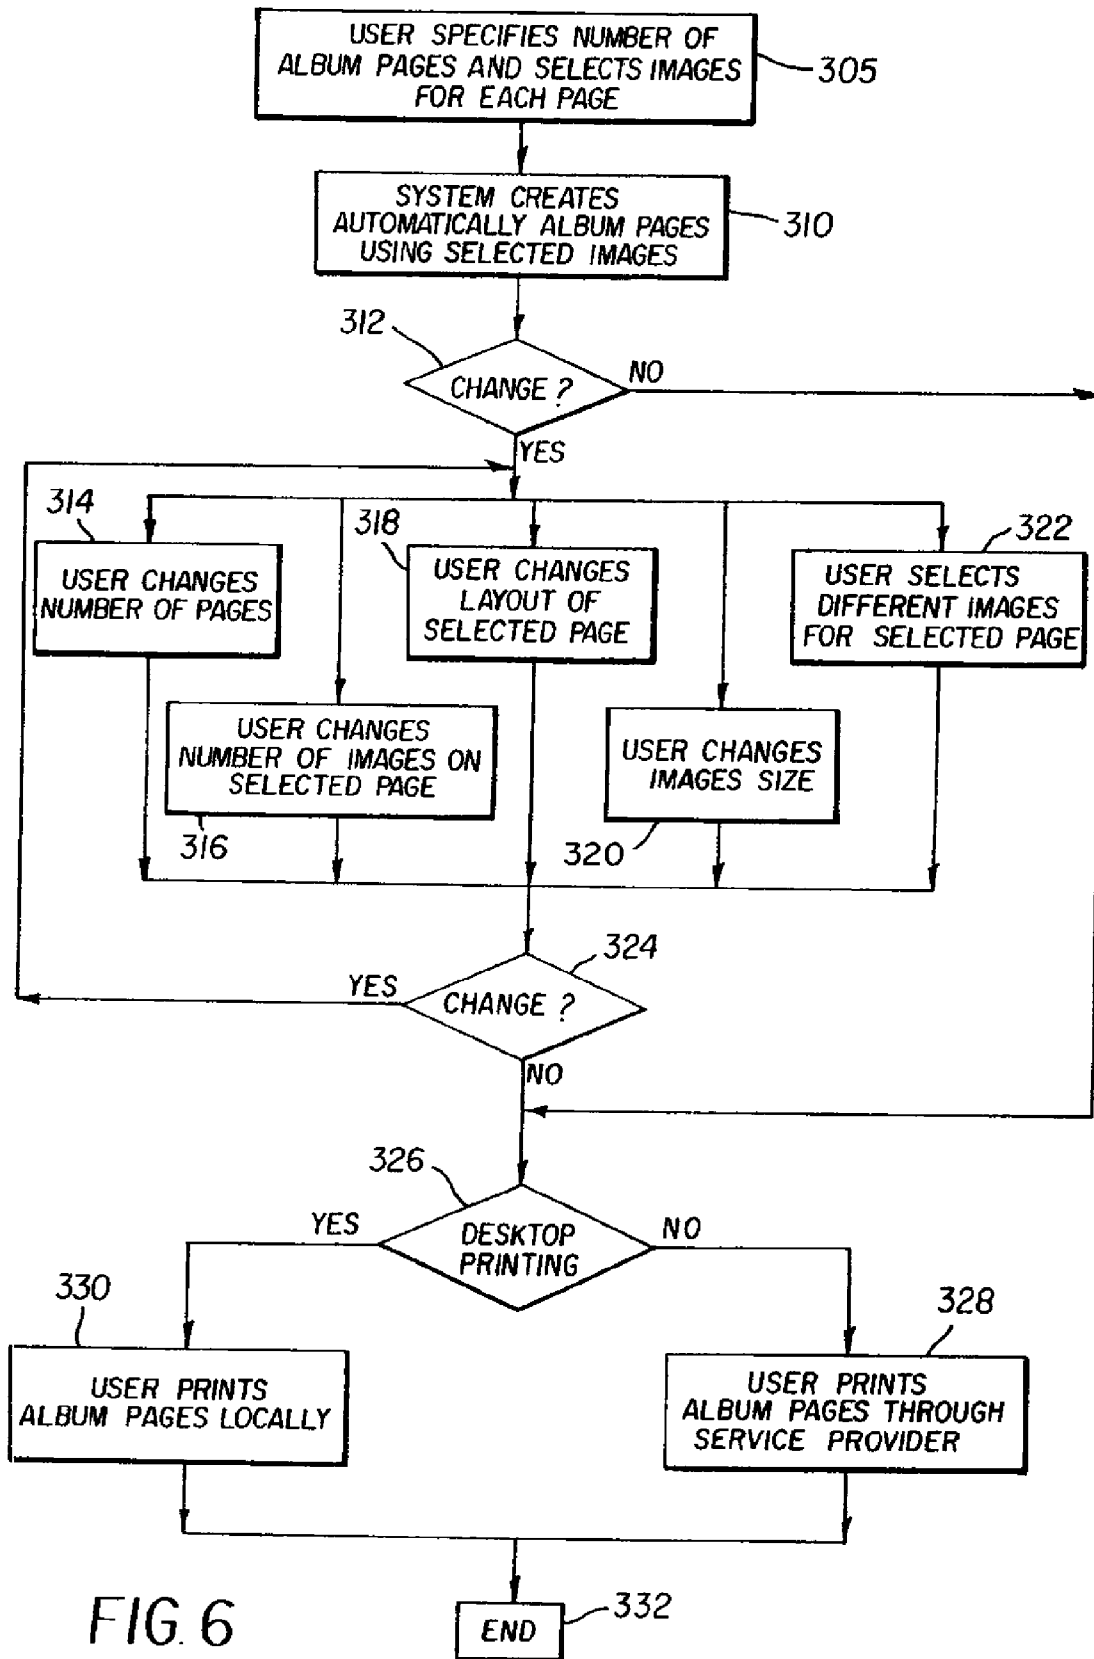 USER SPECIFIES NUMBER OF
ALBUM PAGES AND SELECTS IMAGES
FOR EACH PAGE
305
SYSTEM CREATES
AUTOMATICALLY ALBUM PAGES
USING SELECTED IMAGES
310
312
CHANGE ?
NO
YES
314
USER CHANGES
NUMBER OF PAGES
318
USER CHANGES
LAYOUT OF
SELECTED PAGE
322
USER SELECTS
DIFFERENT IMAGES
FOR SELECTED PAGE
USER CHANGES
NUMBER OF IMAGES ON
SELECTED PAGE
316
USER CHANGES
IMAGES SIZE
320
324
CHANGE ?
YES
NO
326
DESKTOP
PRINTING
YES
NO
330
USER PRINTS
ALBUM PAGES LOCALLY
328
USER PRINTS
ALBUM PAGES THROUGH
SERVICE PROVIDER
END
332
FIG. 6